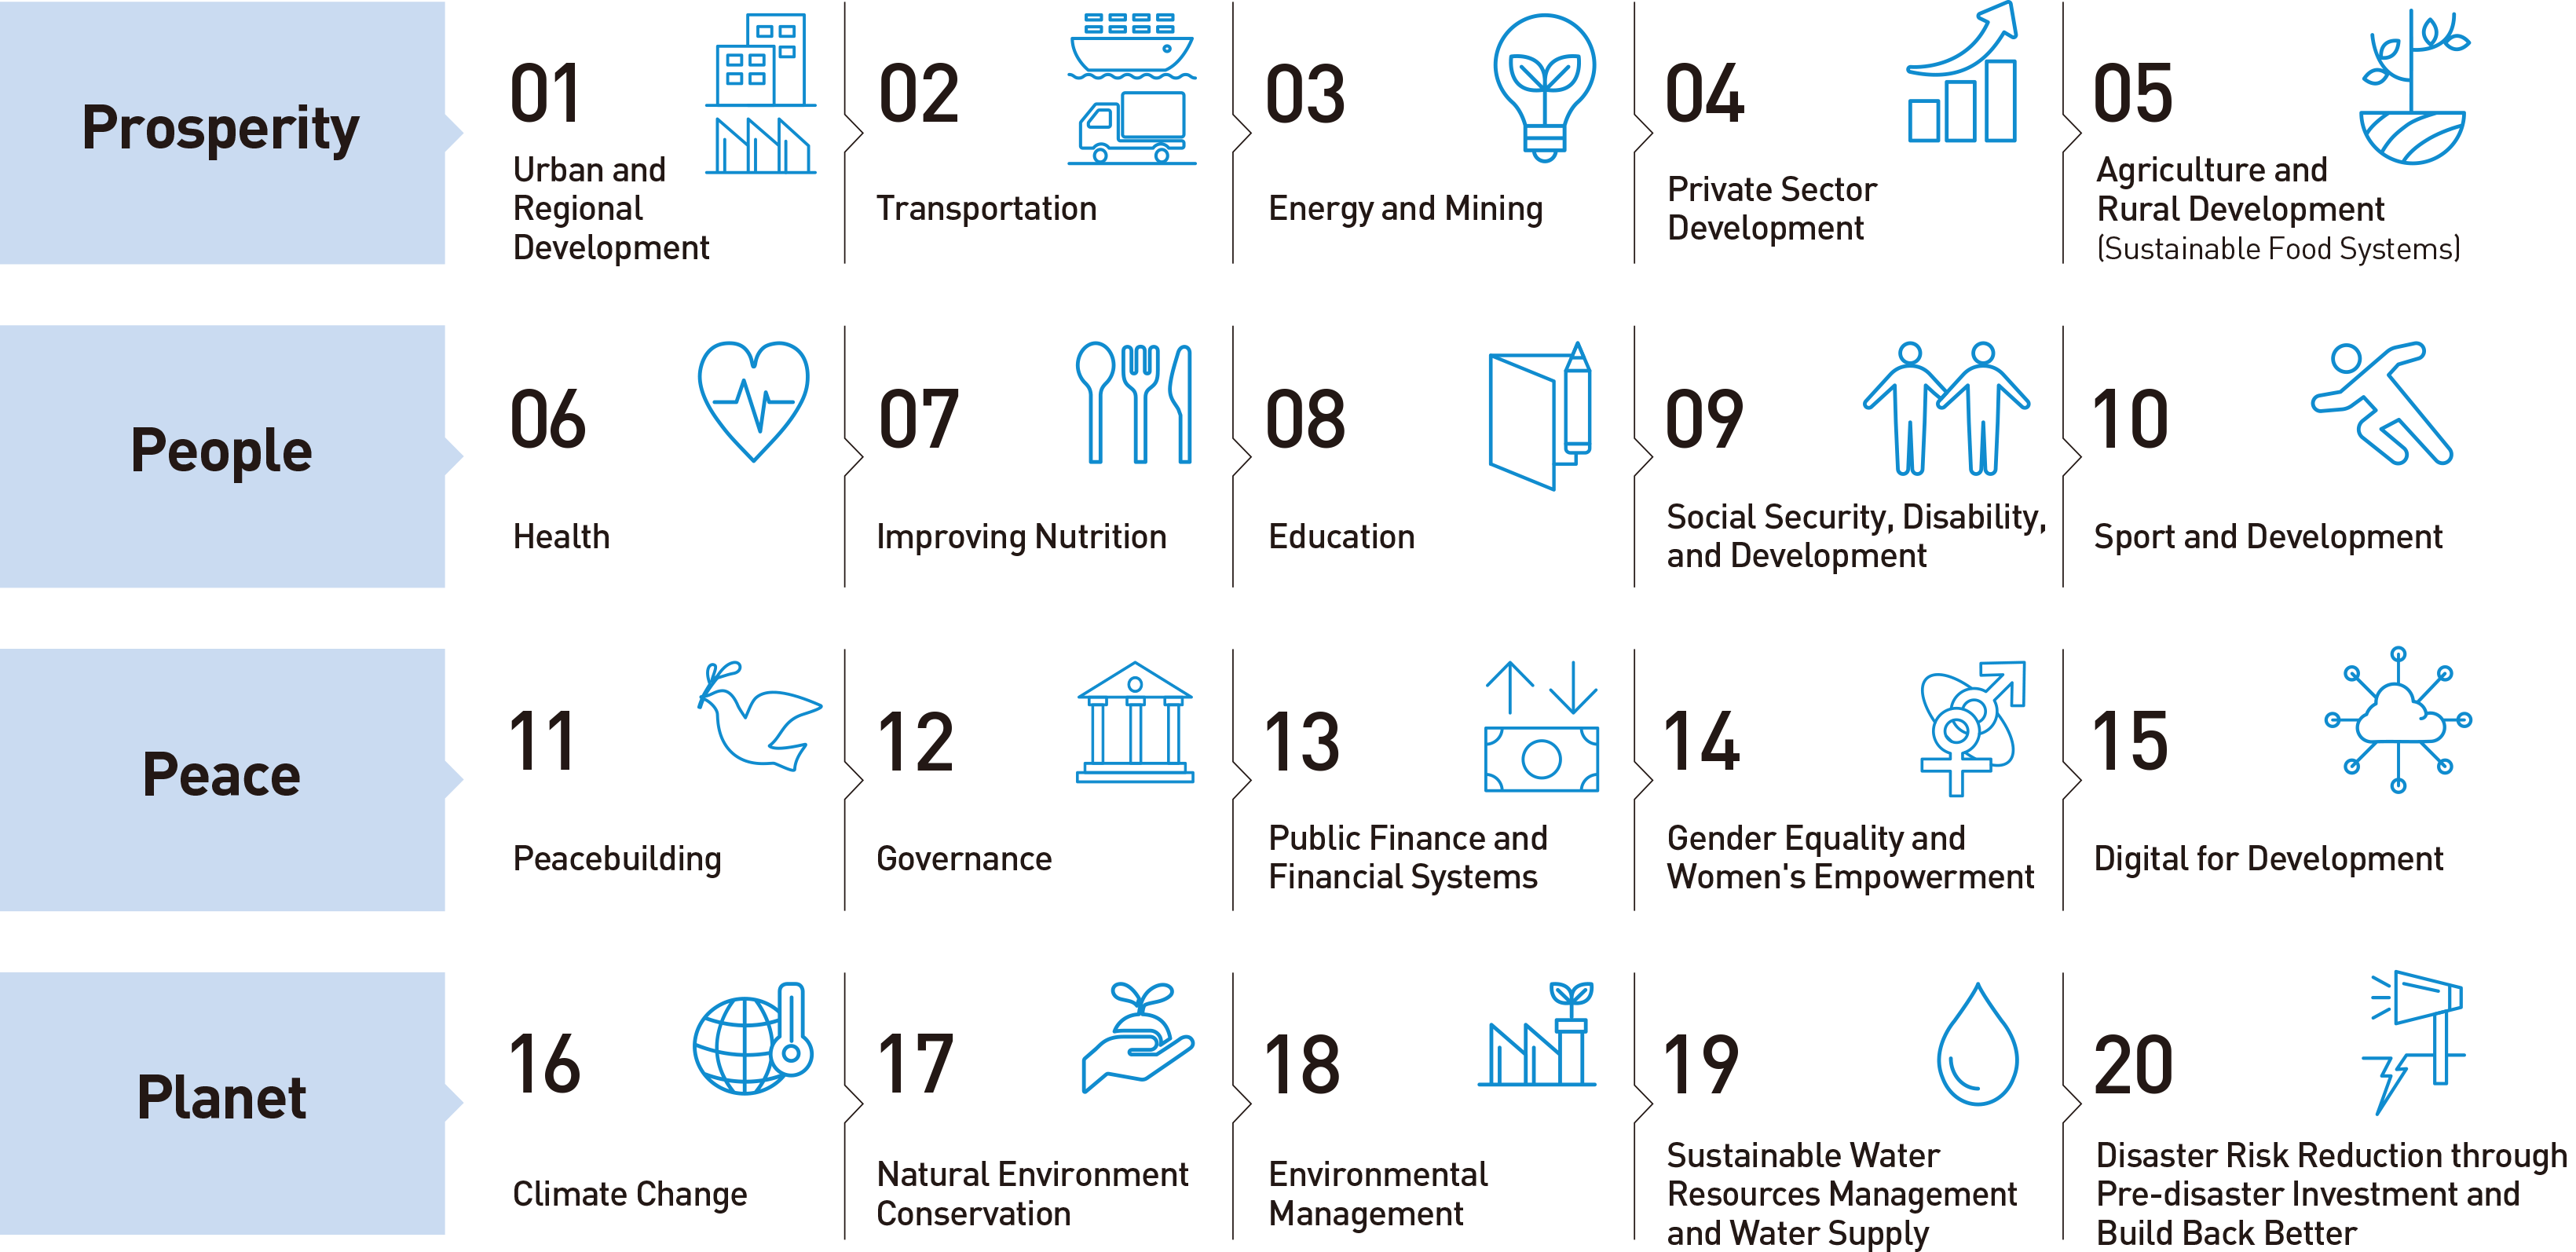 Prosperity
01
Urban and
Regional
Development
02
Transportation
03
Energy and Mining
04
Private Sector
Development
05
Agriculture and
Rural Development
(Sustainable Food Systems)
People
06
Health
07
Improving Nutrition
08
Education
09
Social Security, Disability,
and Development
10
Sport and Development
Peace
11
Peacebuilding
12
Governance
13
Public Finance and
Financial Systems
14
Gender Equality and
Women's Empowerment
15
Digital for Development
Planet
16
Climate Change
17
Natural Environment
Conservation
18
Environmental
Management
19
Sustainable Water
Resources Management
and Water Supply
20
Disaster Risk Reduction through
Pre-disaster Investment and
Build Back Better